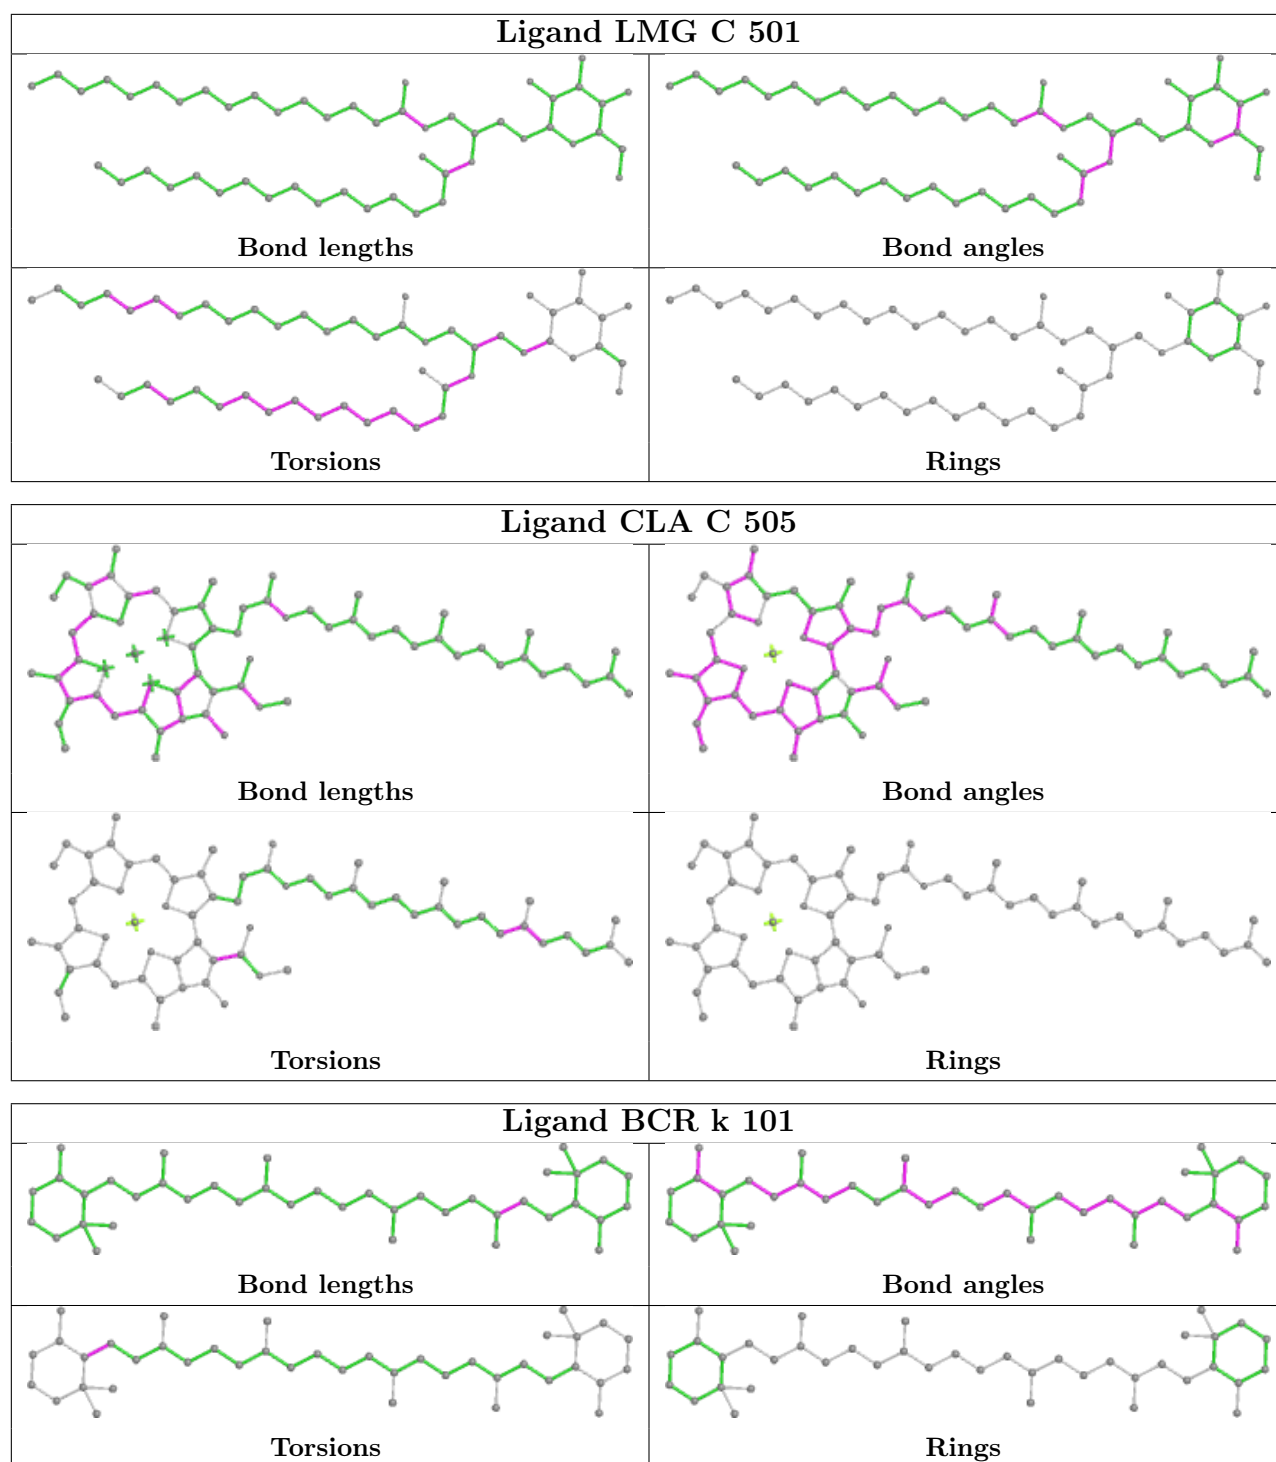 Ligand LMG C 501
Bond lengths
Bond angles
Torsions
Rings
Ligand CLA C 505
Bond lengths
Bond angles
Torsions
Rings
Ligand BCR k 101
Bond lengths
Bond angles
Torsions
Rings